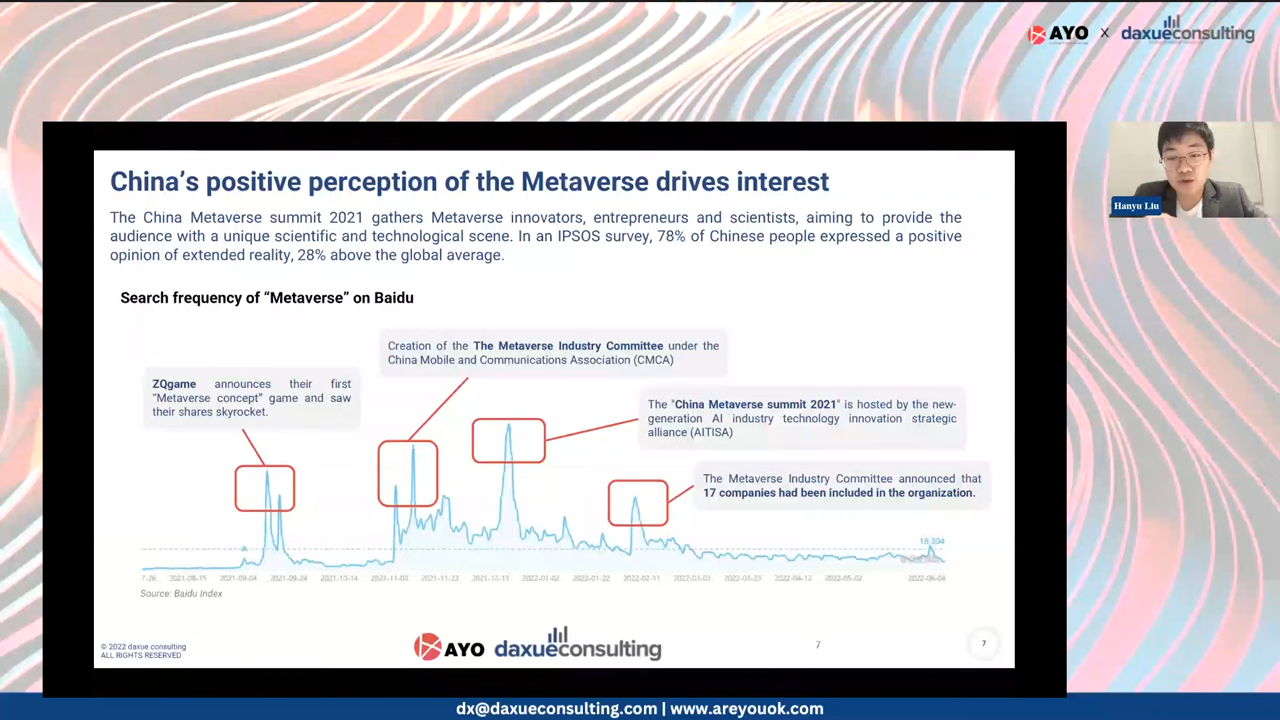 AYO X daxueconsulting
China's positive perception of the Metaverse drives interest
The China Metaverse summit 2021 gathers Metaverse innovators, entrepreneurs and scientists, aiming to provide the
audience with a unique scientific and technological scene. In an IPSOS survey, 78% of Chinese people expressed a positive
opinion of extended reality, 28% above the global average.
Hanyu Liu
Search frequency of “Metaverse” on Baidu
Creation of the The Metaverse Industry Committee under the
China Mobile and Communications Association (CMCA)
ZQgame announces their first
“Metaverse concept” game and saw
their shares skyrocket.
The "China Metaverse summit 2021" is hosted by the new-
generation AI industry technology innovation strategic
alliance (AITISA)
The Metaverse Industry Committee announced that
17 companies had been included in the organization.
18,304
7-26 2021-08-15 2021-09-04 2021-09-24 2021-10-14 2021-11-03 2021-11-23 2021-12-13 2022-01-02 2022-01-22 2022-02-11 2022-03-03 2022-03-23 2022-04-12 2022-05-02 2022-06-04
Source: Baidu Index
© 2022 daxue consulting
ALL RIGHTS RESERVED
AYO daxueconsulting
7
7
dx@daxueconsulting.com | www.areyouok.com